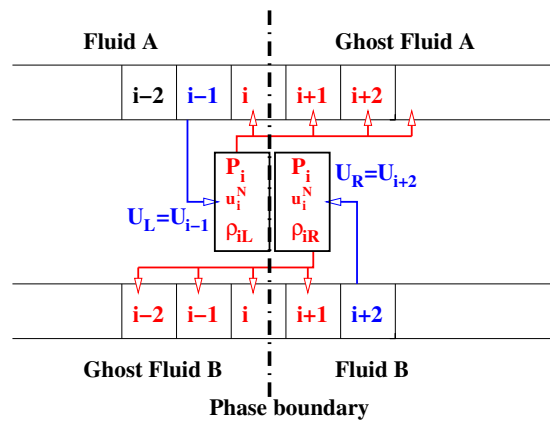 Fluid A Ghost Fluid A
i−2 i−1 i i+1 i+2
P_i P_i
u_i^N u_i^N
ρ_iL ρ_iR
U_R=U_i+2
U_L=U_i−1
i−2 i−1 i i+1 i+2
Ghost Fluid B Fluid B
Phase boundary